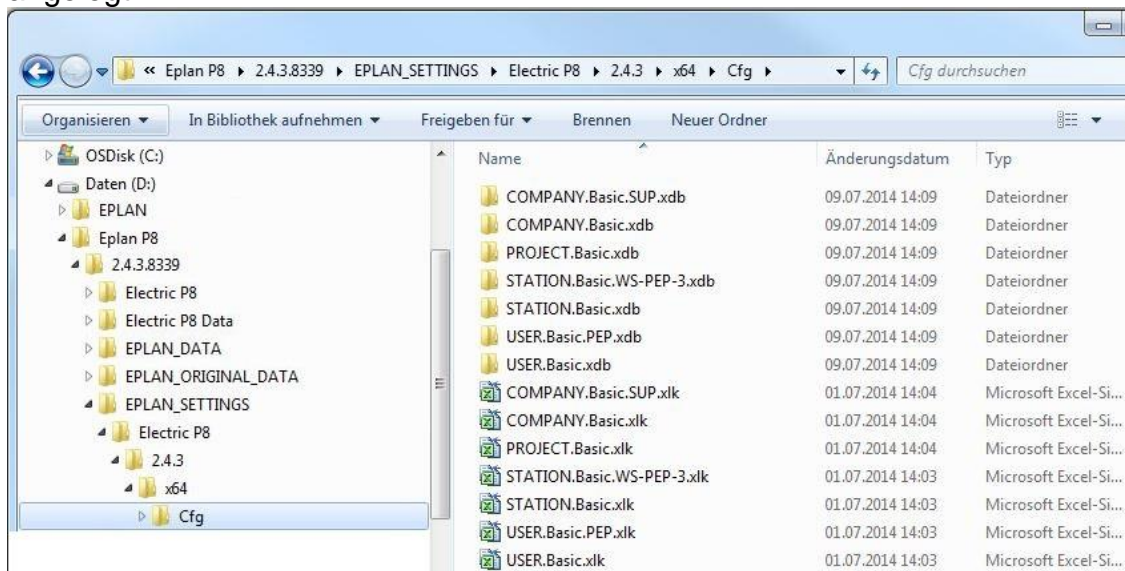 « Eplan P8 ▸ 2.4.3.8339 ▸ EPLAN_SETTINGS ▸ Electric P8 ▸ 2.4.3 ▸ x64 ▸ Cfg ▸ Cfg durchsuchen
Organisieren In Bibliothek aufnehmen Freigeben für Brennen Neuer Ordner
OSDisk (C:)
Daten (D:)
EPLAN
Eplan P8
2.4.3.8339
Electric P8
Electric P8 Data
EPLAN_DATA
EPLAN_ORIGINAL_DATA
EPLAN_SETTINGS
Electric P8
2.4.3
x64
Cfg
Name Änderungsdatum Typ
COMPANY.Basic.SUP.xdb 09.07.2014 14:09 Dateiordner
COMPANY.Basic.xdb 09.07.2014 14:09 Dateiordner
PROJECT.Basic.xdb 09.07.2014 14:09 Dateiordner
STATION.Basic.WS-PEP-3.xdb 09.07.2014 14:09 Dateiordner
STATION.Basic.xdb 09.07.2014 14:09 Dateiordner
USER.Basic.PEP.xdb 09.07.2014 14:09 Dateiordner
USER.Basic.xdb 09.07.2014 14:09 Dateiordner
COMPANY.Basic.SUP.xlk 01.07.2014 14:04 Microsoft Excel-Si...
COMPANY.Basic.xlk 01.07.2014 14:04 Microsoft Excel-Si...
PROJECT.Basic.xlk 01.07.2014 14:04 Microsoft Excel-Si...
STATION.Basic.WS-PEP-3.xlk 01.07.2014 14:03 Microsoft Excel-Si...
STATION.Basic.xlk 01.07.2014 14:03 Microsoft Excel-Si...
USER.Basic.PEP.xlk 01.07.2014 14:03 Microsoft Excel-Si...
USER.Basic.xlk 01.07.2014 14:03 Microsoft Excel-Si...